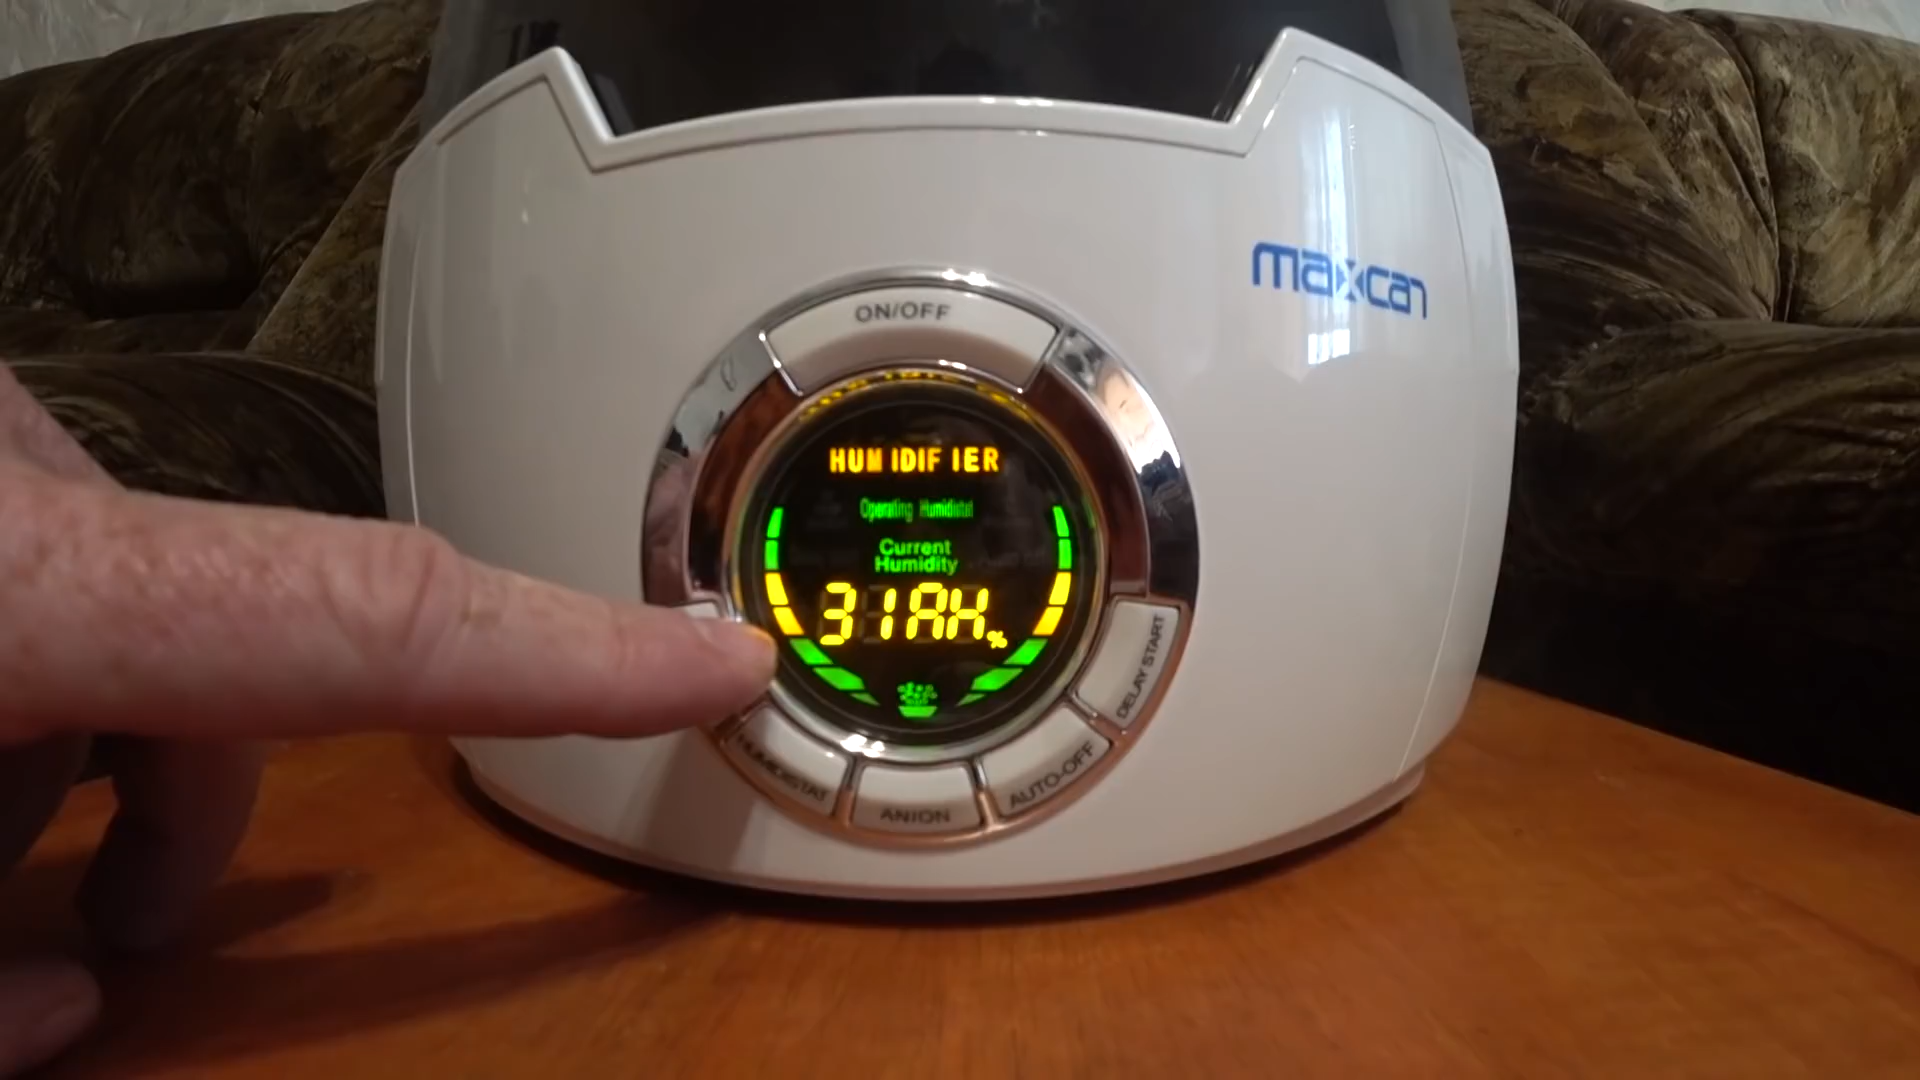 maxcan
ON/OFF
HUMIDIFIER
Operating Humidistat
Current
Humidity
31RH%
DELAY START
HUMIDISTAT
AUTO-OFF
ANION